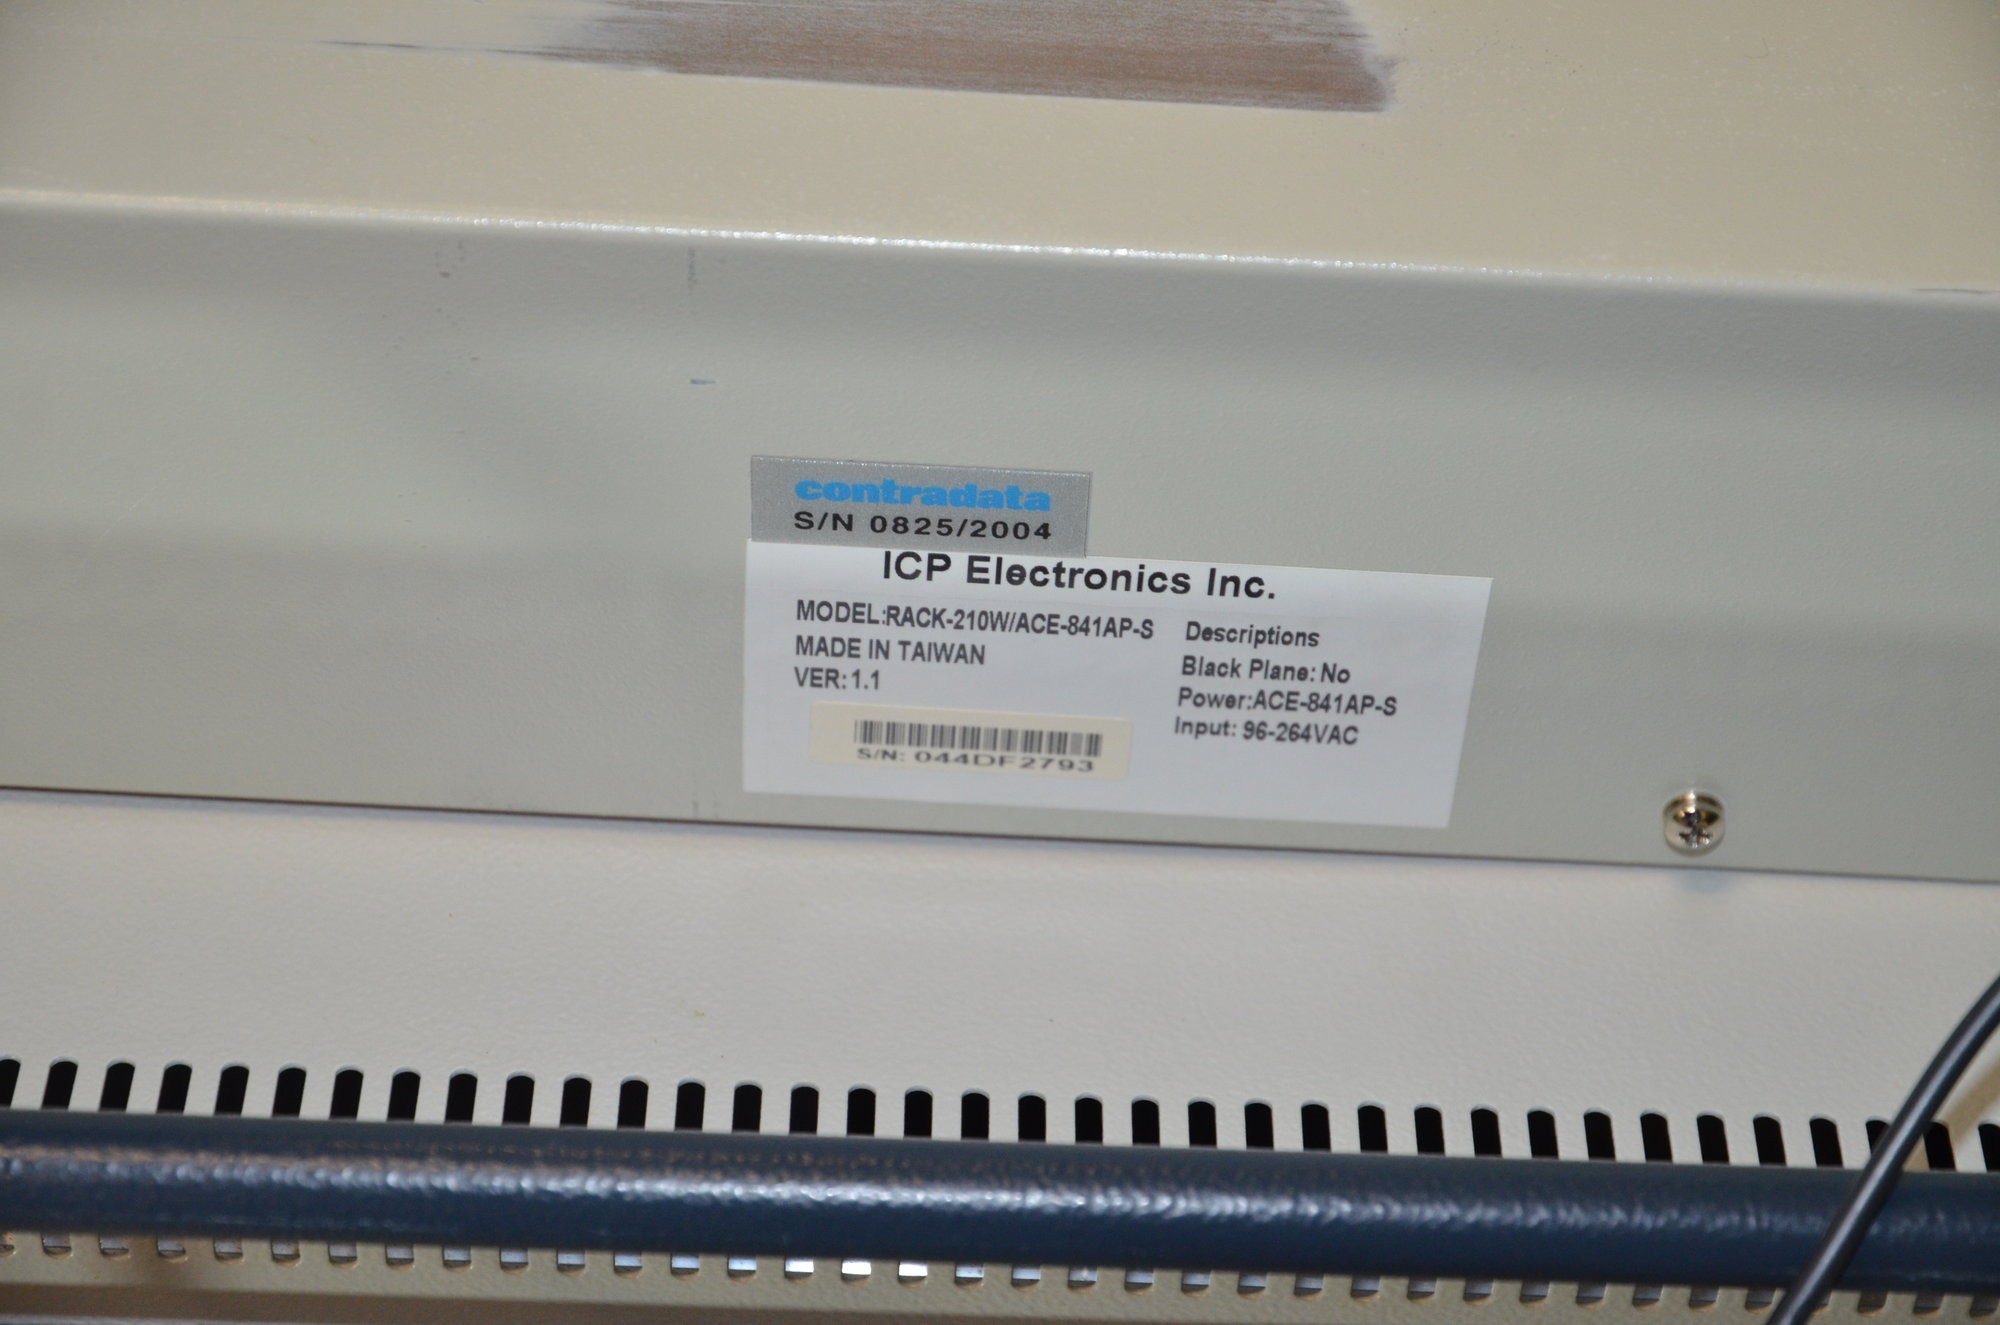 contradata
S/N 0825/2004
ICP Electronics Inc.
MODEL:RACK-210W/ACE-841AP-S
MADE IN TAIWAN
VER:1.1
S/N: 044DF2793
Descriptions
Black Plane: No
Power:ACE-841AP-S
Input: 96-264VAC